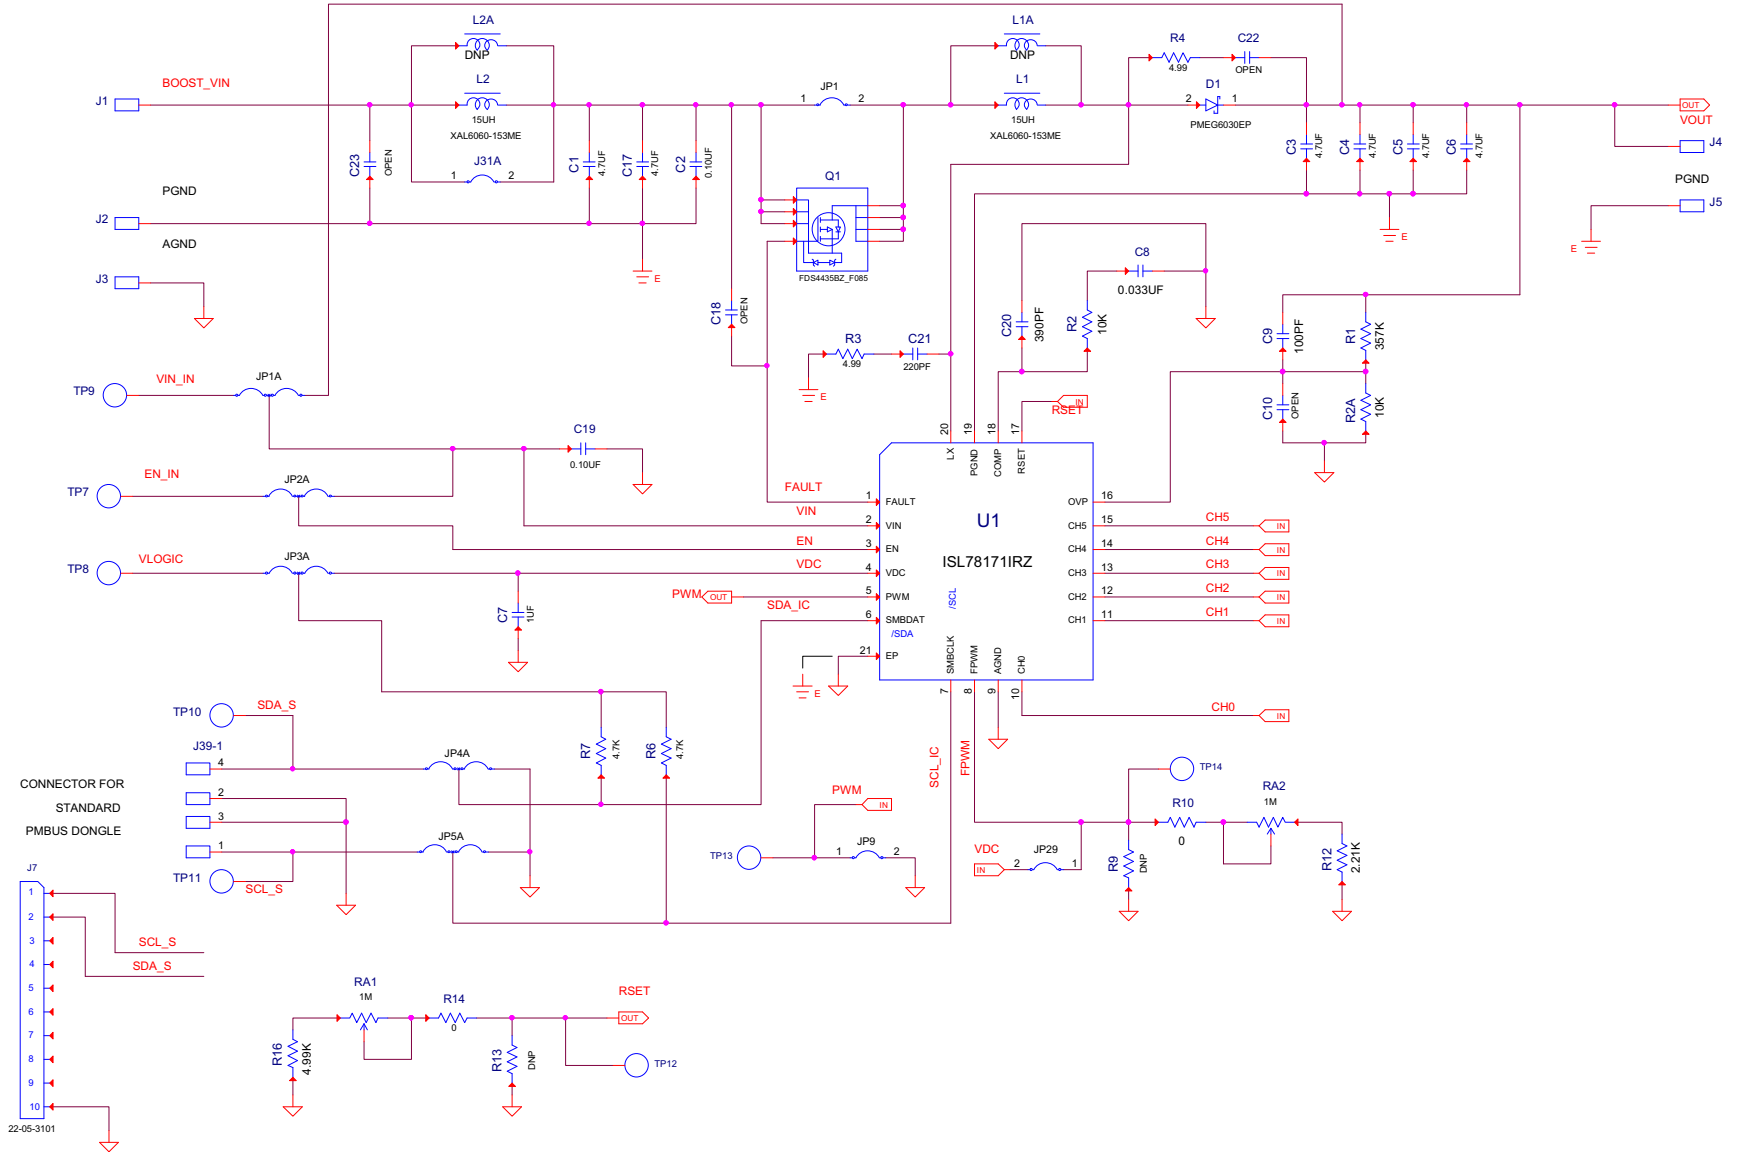 L2A
DNP
L1A
DNP
R4
4.99
C22
OPEN
BOOST_VIN
J1
L2
15UH
XAL6060-153ME
1
JP1
2
L1
15UH
XAL6060-153ME
2
D1
1
PMEG6030EP
OUT
VOUT
J4
C23
OPEN
1
J31A
2
C1
4.7UF
C17
4.7UF
C2
0.10UF
C3
4.7UF
C4
4.7UF
C5
4.7UF
C6
4.7UF
PGND
J2
Q1
FDS4435BZ_F085
PGND
J5
E
E
E
AGND
J3
C18
OPEN
C8
0.033UF
C20
390PF
R2
10K
R3
4.99
C21
220PF
E
C9
100PF
R1
357K
C10
OPEN
R2A
10K
TP9
VIN_IN
JP1A
IN
RSET
C19
0.10UF
20
19
18
17
LX
PGND
COMP
RSET
TP7
EN_IN
JP2A
FAULT
1
FAULT
OVP
16
VIN
2
VIN
U1
CH5
15
CH5
IN
EN
3
EN
CH4
14
CH4
IN
TP8
VLOGIC
JP3A
VDC
4
VDC
ISL78171IRZ
CH3
13
CH3
IN
C7
1UF
PWM
OUT
5
PWM
/SCL
CH2
12
CH2
IN
SDA_IC
6
SMBDAT
/SDA
CH1
11
CH1
IN
21
EP
E
SMBCLK
FPWM
AGND
CH0
7
8
9
10
CH0
IN
TP10
SDA_S
J39-1
4
JP4A
R7
4.7K
R6
4.7K
SCL_IC
FPWM
TP14
CONNECTOR FOR
STANDARD
PMBUS DONGLE
2
3
1
JP5A
PWM
IN
TP13
1
JP9
2
R10
0
RA2
1M
VDC
IN
2
JP29
1
R9
DNP
R12
2.21K
TP11
SCL_S
J7
1
2
3
4
5
6
7
8
9
10
22-05-3101
SCL_S
SDA_S
RA1
1M
R14
0
RSET
OUT
R16
4.99K
R13
DNP
TP12